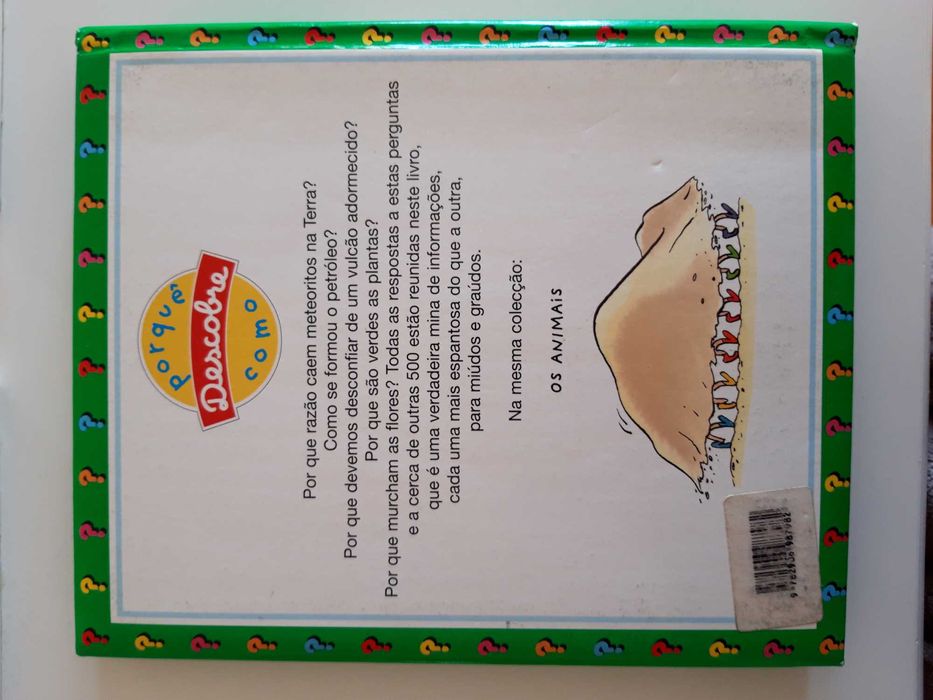 Porquê?
Descobre
como
Por que razão caem meteoritos na Terra?
Como se formou o petróleo?
Por que devemos desconfiar de um vulcão adormecido?
Por que são verdes as plantas?
Por que murcham as flores? Todas as respostas a estas perguntas
e a cerca de outras 500 estão reunidas neste livro,
que é uma verdadeira mina de informações,
cada uma mais espantosa do que a outra,
para miúdos e graúdos.
Na mesma colecção:
OS ANIMAIS
9 782936 987982